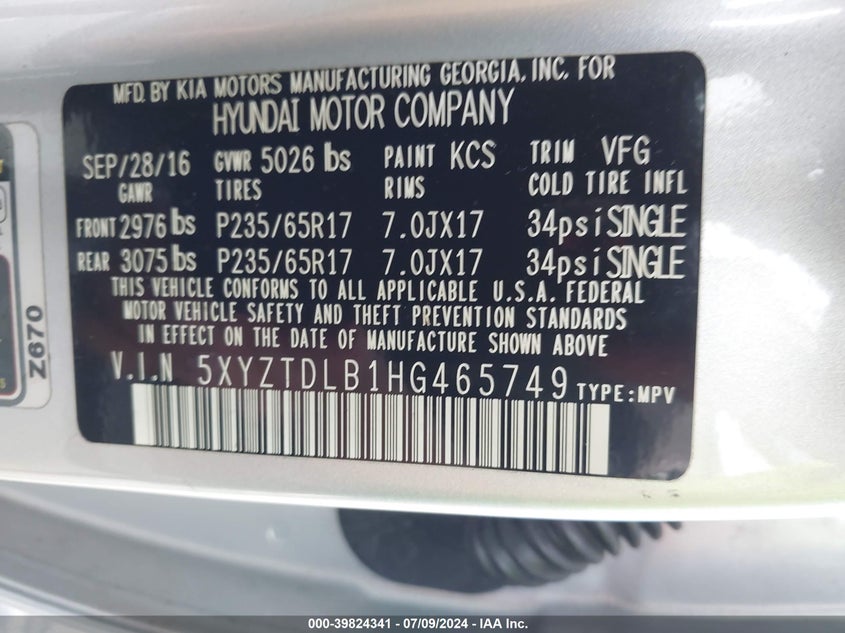 MFD. BY KIA MOTORS MANUFACTURING GEORGIA, INC. FOR
HYUNDAI MOTOR COMPANY
SEP/28/16 GVWR 5026 lbs PAINT KCS TRIM VFG
GAWR TIRES RIMS COLD TIRE INFL
FRONT 2976 lbs P235/65R17 7.0JX17 34psi SINGLE
REAR 3075 lbs P235/65R17 7.0JX17 34psi SINGLE
THIS VEHICLE CONFORMS TO ALL APPLICABLE U.S.A. FEDERAL
MOTOR VEHICLE SAFETY AND THEFT PREVENTION STANDARDS
IN EFFECT ON THE DATE OF MANUFACTURE SHOWN ABOVE
V.I.N 5XYZTDLB1HG465749 TYPE:MPV
Z670
000-39824341 - 07/09/2024 - IAA Inc.